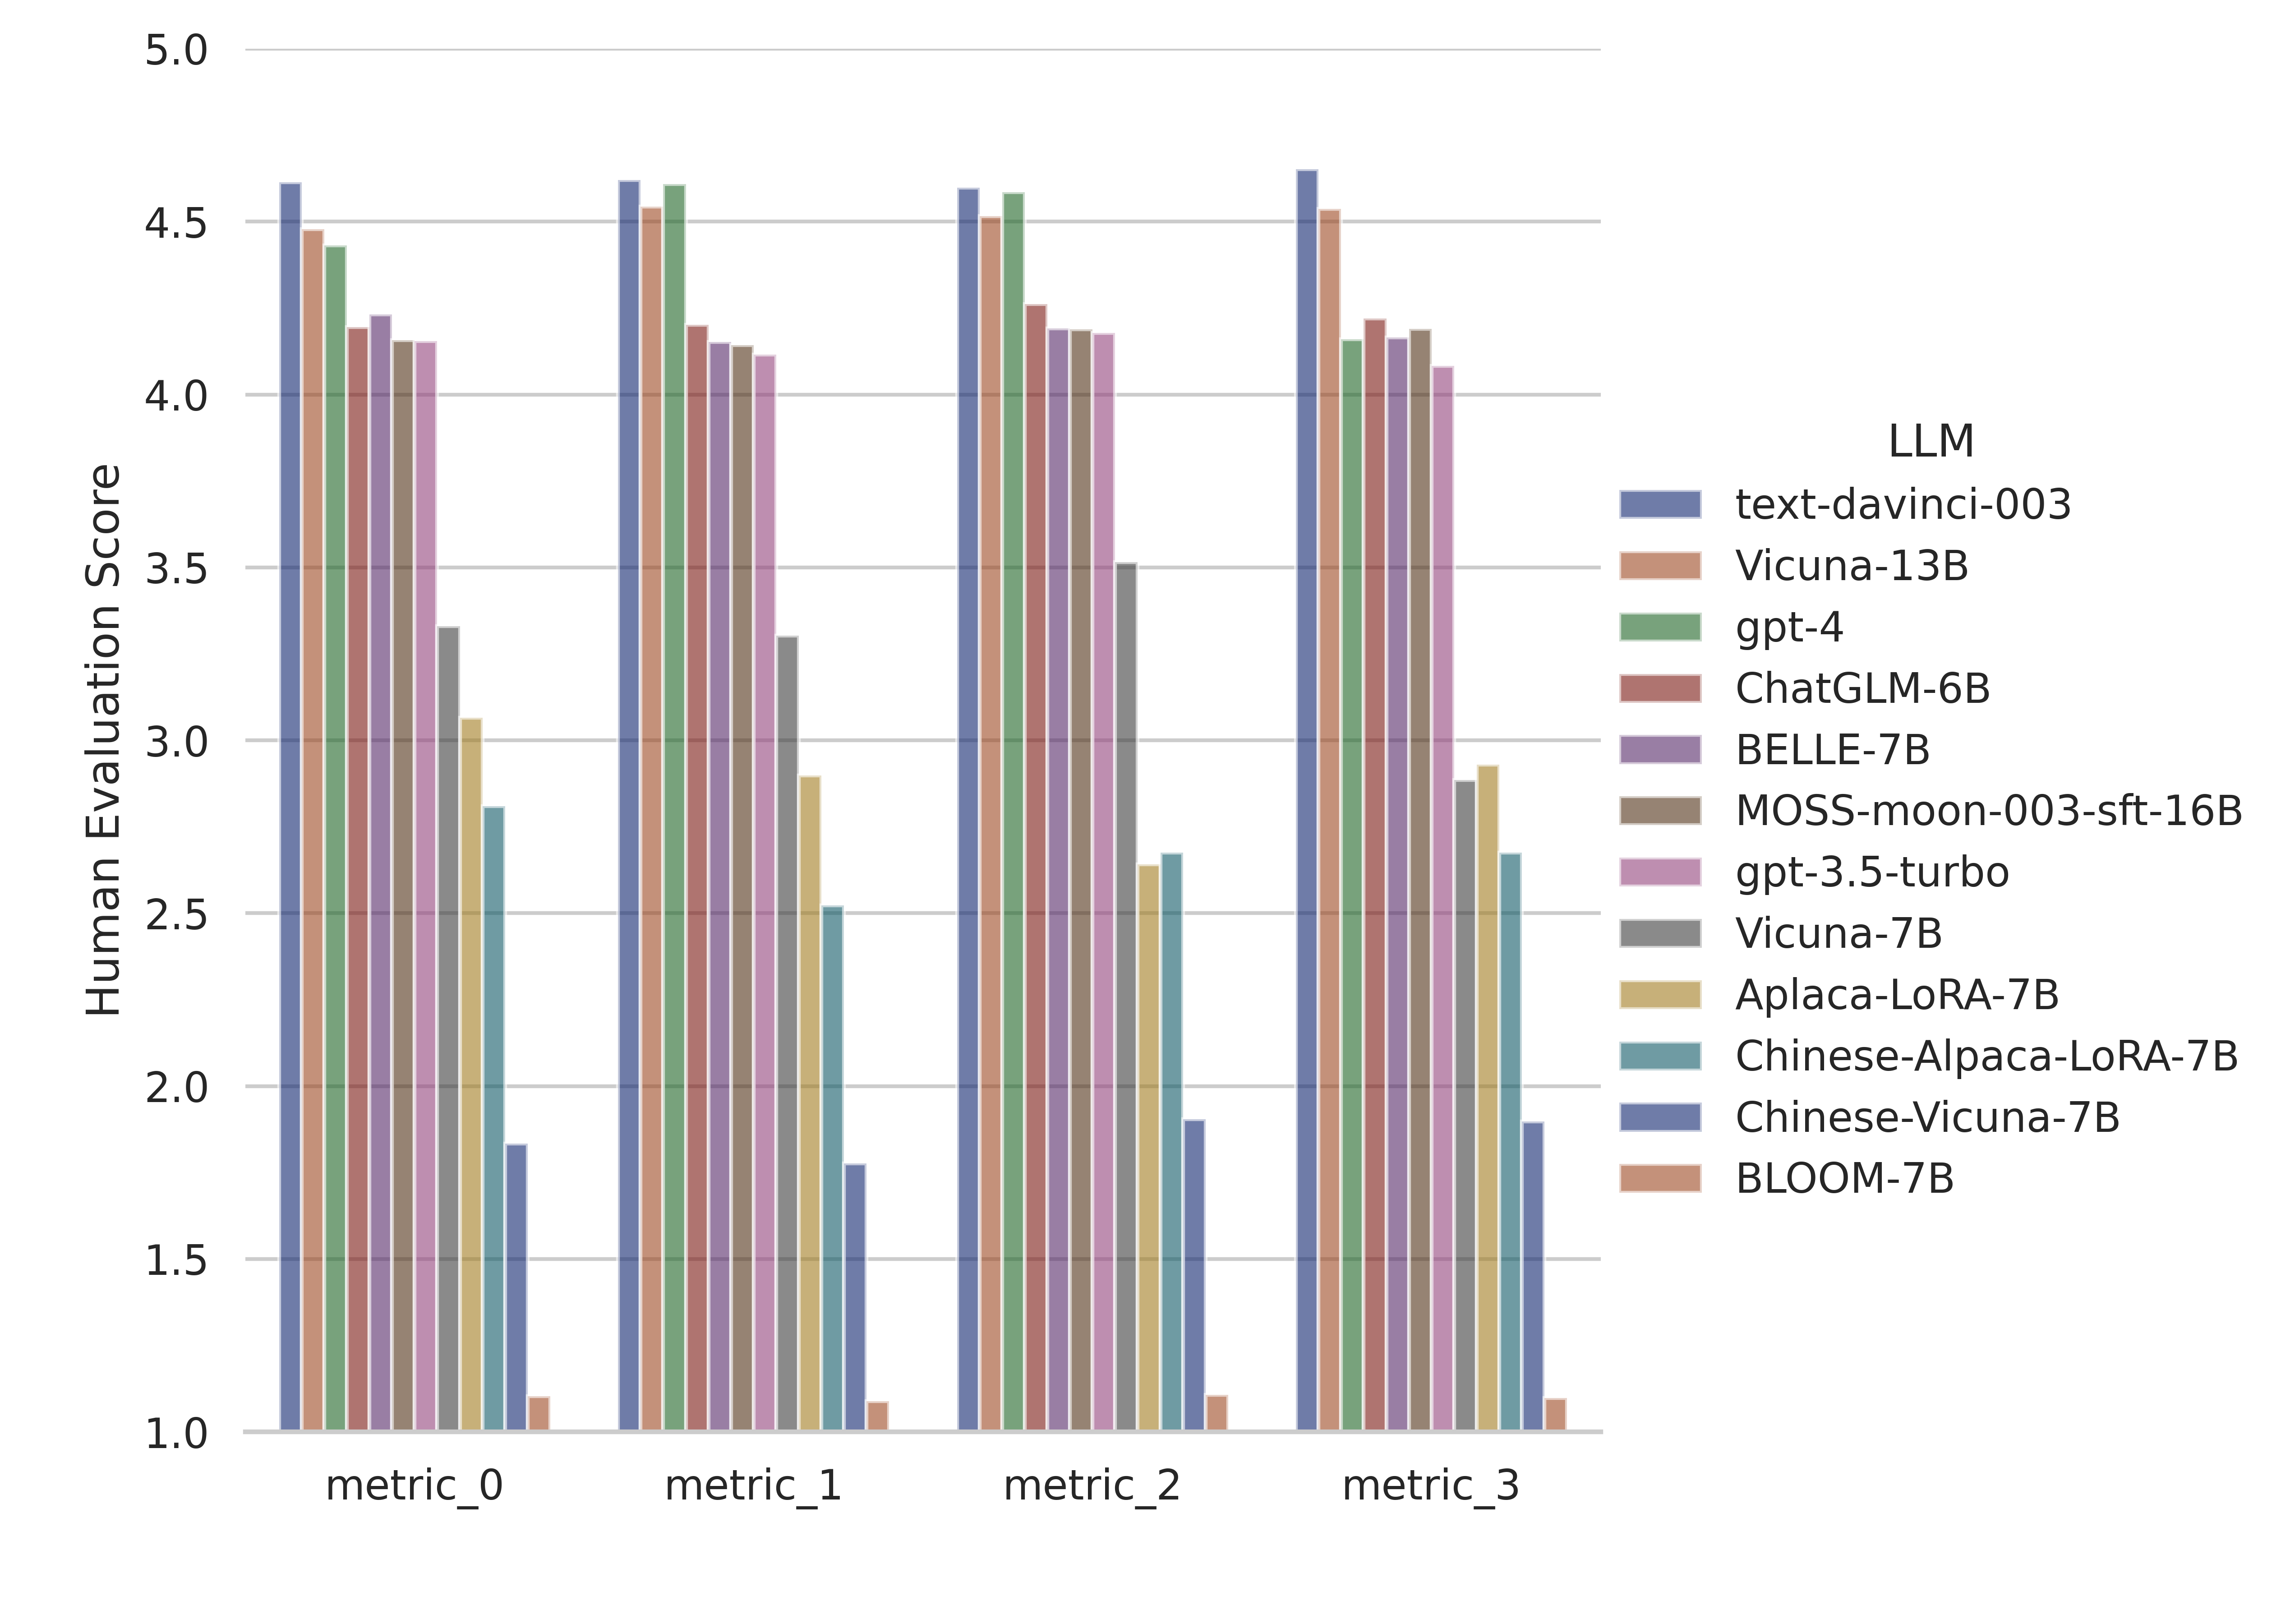 5.0
4.5
4.0
3.5
3.0
2.5
2.0
1.5
1.0
Human Evaluation Score
metric_0
metric_1
metric_2
metric_3
LLM
text-davinci-003
Vicuna-13B
gpt-4
ChatGLM-6B
BELLE-7B
MOSS-moon-003-sft-16B
gpt-3.5-turbo
Vicuna-7B
Aplaca-LoRA-7B
Chinese-Alpaca-LoRA-7B
Chinese-Vicuna-7B
BLOOM-7B